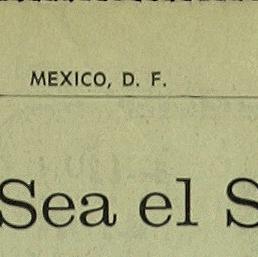 MEXICO, D. F.
Sea el S